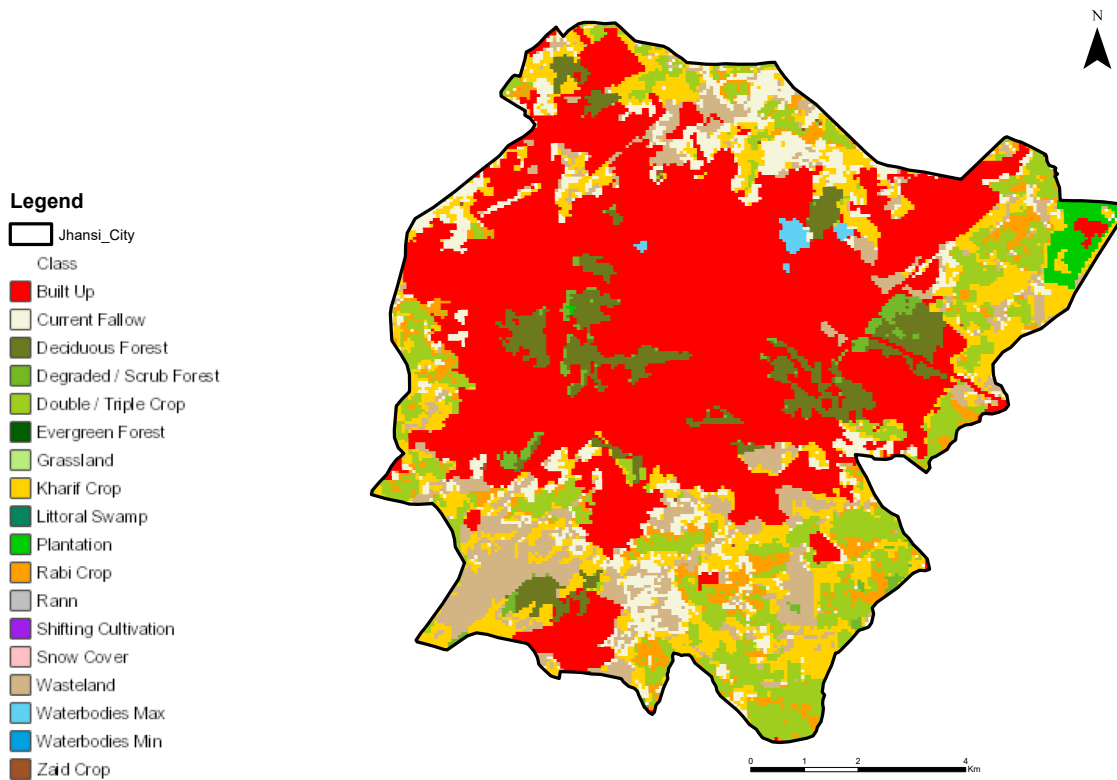 N
Legend
Jhansi_City
Class
Built Up
Current Fallow
Deciduous Forest
Degraded / Scrub Forest
Double / Triple Crop
Evergreen Forest
Grassland
Kharif Crop
Littoral Swamp
Plantation
Rabi Crop
Rann
Shifting Cultivation
Snow Cover
Wasteland
Waterbodies Max
Waterbodies Min
Zaid Crop
0 1 2 4
Km